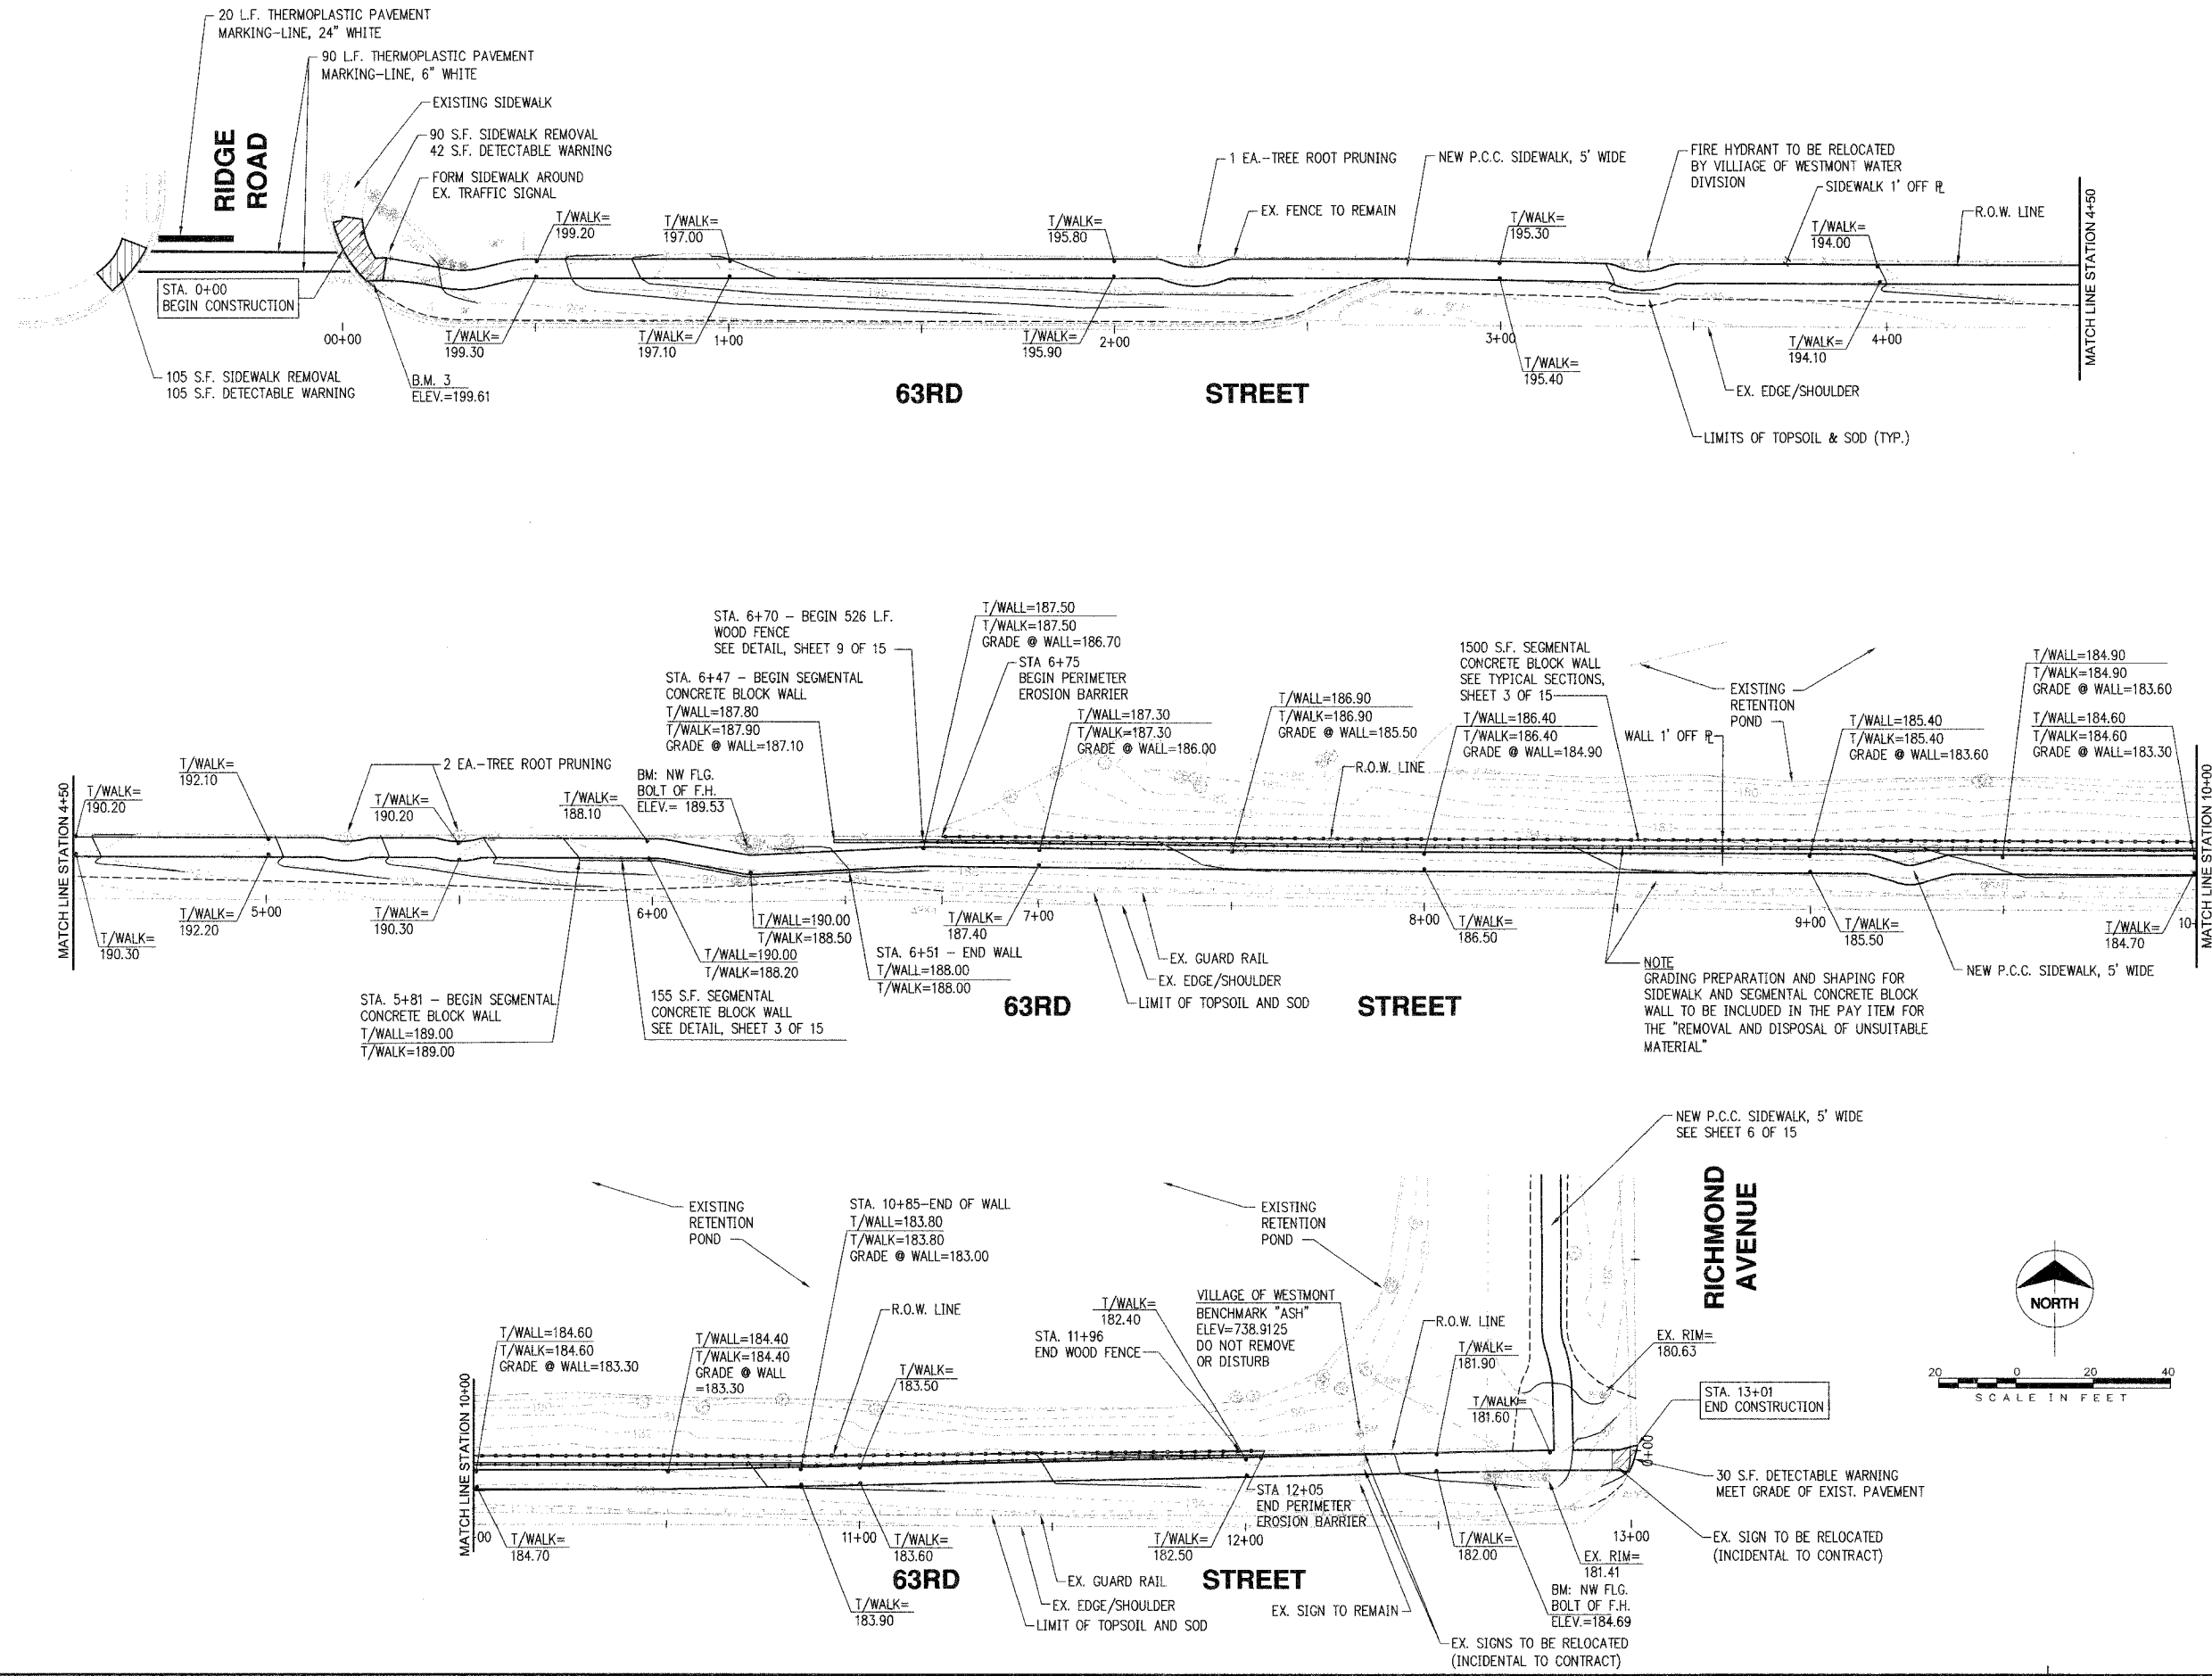 20 L.F. THERMOPLASTIC PAVEMENT
MARKING-LINE, 24" WHITE
90 L.F. THERMOPLASTIC PAVEMENT
MARKING-LINE, 6" WHITE
RIDGE
ROAD
EXISTING SIDEWALK
90 S.F. SIDEWALK REMOVAL
42 S.F. DETECTABLE WARNING
FORM SIDEWALK AROUND
EX. TRAFFIC SIGNAL
T/WALK=
199.20
T/WALK=
197.00
T/WALK=
195.80
1 EA.-TREE ROOT PRUNING
EX. FENCE TO REMAIN
NEW P.C.C. SIDEWALK, 5' WIDE
T/WALK=
195.30
FIRE HYDRANT TO BE RELOCATED
BY VILLIAGE OF WESTMONT WATER
DIVISION
SIDEWALK 1' OFF ℄
T/WALK=
194.00
R.O.W. LINE
MATCH LINE STATION 4+50
STA. 0+00
BEGIN CONSTRUCTION
00+00
T/WALK=
199.30
T/WALK=
197.10
1+00
T/WALK=
195.90
2+00
3+00
T/WALK=
195.40
T/WALK=
194.10
4+00
105 S.F. SIDEWALK REMOVAL
105 S.F. DETECTABLE WARNING
B.M. 3
ELEV.=199.61
63RD STREET
EX. EDGE/SHOULDER
LIMITS OF TOPSOIL & SOD (TYP.)
STA. 6+70 - BEGIN 526 L.F.
WOOD FENCE
SEE DETAIL, SHEET 9 OF 15
T/WALL=187.50
T/WALK=187.50
GRADE @ WALL=186.70
STA 6+75
BEGIN PERIMETER
EROSION BARRIER
STA. 6+47 - BEGIN SEGMENTAL
CONCRETE BLOCK WALL
T/WALL=187.80
T/WALK=187.90
GRADE @ WALL=187.10
T/WALL=187.30
T/WALK=187.30
GRADE @ WALL=186.00
T/WALL=186.90
T/WALK=186.90
GRADE @ WALL=185.50
1500 S.F. SEGMENTAL
CONCRETE BLOCK WALL
SEE TYPICAL SECTIONS,
SHEET 3 OF 15
T/WALL=186.40
T/WALK=186.40
GRADE @ WALL=184.90
WALL 1' OFF ℄
EXISTING
RETENTION
POND
T/WALL=185.40
T/WALK=185.40
GRADE @ WALL=183.60
T/WALL=184.90
T/WALK=184.90
GRADE @ WALL=183.60
T/WALL=184.60
T/WALK=184.60
GRADE @ WALL=183.30
MATCH LINE STATION 4+50
T/WALK=
190.20
T/WALK=
192.10
2 EA.-TREE ROOT PRUNING
T/WALK=
190.20
T/WALK=
188.10
BM: NW FLG.
BOLT OF F.H.
ELEV.= 189.53
R.O.W. LINE
MATCH LINE STATION 10+00
T/WALK=
190.30
T/WALK=
192.20
5+00
T/WALK=
190.30
6+00
T/WALL=190.00
T/WALK=188.50
T/WALL=190.00
T/WALK=188.20
T/WALK=
187.40
7+00
8+00
T/WALK=
186.50
9+00
T/WALK=
185.50
T/WALK=
184.70
10+
STA. 5+81 - BEGIN SEGMENTAL
CONCRETE BLOCK WALL
T/WALL=189.00
T/WALK=189.00
155 S.F. SEGMENTAL
CONCRETE BLOCK WALL
SEE DETAIL, SHEET 3 OF 15
STA. 6+51 - END WALL
T/WALL=188.00
T/WALK=188.00
EX. GUARD RAIL
EX. EDGE/SHOULDER
LIMIT OF TOPSOIL AND SOD
63RD STREET
NOTE
GRADING PREPARATION AND SHAPING FOR
SIDEWALK AND SEGMENTAL CONCRETE BLOCK
WALL TO BE INCLUDED IN THE PAY ITEM FOR
THE "REMOVAL AND DISPOSAL OF UNSUITABLE
MATERIAL"
NEW P.C.C. SIDEWALK, 5' WIDE
NEW P.C.C. SIDEWALK, 5' WIDE
SEE SHEET 6 OF 15
RICHMOND
AVENUE
EXISTING
RETENTION
POND
STA. 10+85-END OF WALL
T/WALL=183.80
T/WALK=183.80
GRADE @ WALL=183.00
EXISTING
RETENTION
POND
R.O.W. LINE
T/WALK=
182.40
STA. 11+96
END WOOD FENCE
VILLAGE OF WESTMONT
BENCHMARK "ASH"
ELEV=738.9125
DO NOT REMOVE
OR DISTURB
R.O.W. LINE
T/WALK=
181.90
T/WALK=
181.60
EX. RIM=
180.63
NORTH
20 0 20 40
SCALE IN FEET
STA. 13+01
END CONSTRUCTION
MATCH LINE STATION 10+00
T/WALL=184.60
T/WALK=184.60
GRADE @ WALL=183.30
T/WALL=184.40
T/WALK=184.40
GRADE @ WALL
=183.30
T/WALK=
183.50
0+00
30 S.F. DETECTABLE WARNING
MEET GRADE OF EXIST. PAVEMENT
STA 12+05
END PERIMETER
EROSION BARRIER
+00
T/WALK=
184.70
11+00
T/WALK=
183.60
T/WALK=
182.50
12+00
T/WALK=
182.00
13+00
EX. SIGN TO BE RELOCATED
(INCIDENTAL TO CONTRACT)
EX. RIM=
181.41
BM: NW FLG.
BOLT OF F.H.
ELEV.=184.69
T/WALK=
183.90
63RD STREET
EX. GUARD RAIL
EX. EDGE/SHOULDER
LIMIT OF TOPSOIL AND SOD
EX. SIGN TO REMAIN
EX. SIGNS TO BE RELOCATED
(INCIDENTAL TO CONTRACT)